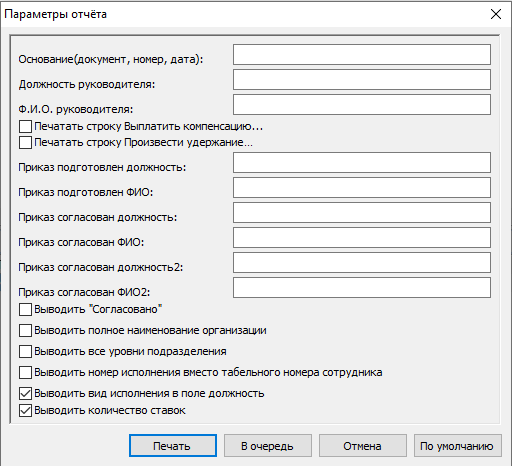 Параметры отчёта
Основание(документ, номер, дата):
Должность руководителя:
Ф.И.О. руководителя:
Печатать строку Выплатить компенсацию...
Печатать строку Произвести удержание...
Приказ подготовлен должность:
Приказ подготовлен ФИО:
Приказ согласован должность:
Приказ согласован ФИО:
Приказ согласован должность2:
Приказ согласован ФИО2:
Выводить "Согласовано"
Выводить полное наименование организации
Выводить все уровни подразделения
Выводить номер исполнения вместо табельного номера сотрудника
Выводить вид исполнения в поле должность
Выводить количество ставок
Печать В очередь Отмена По умолчанию